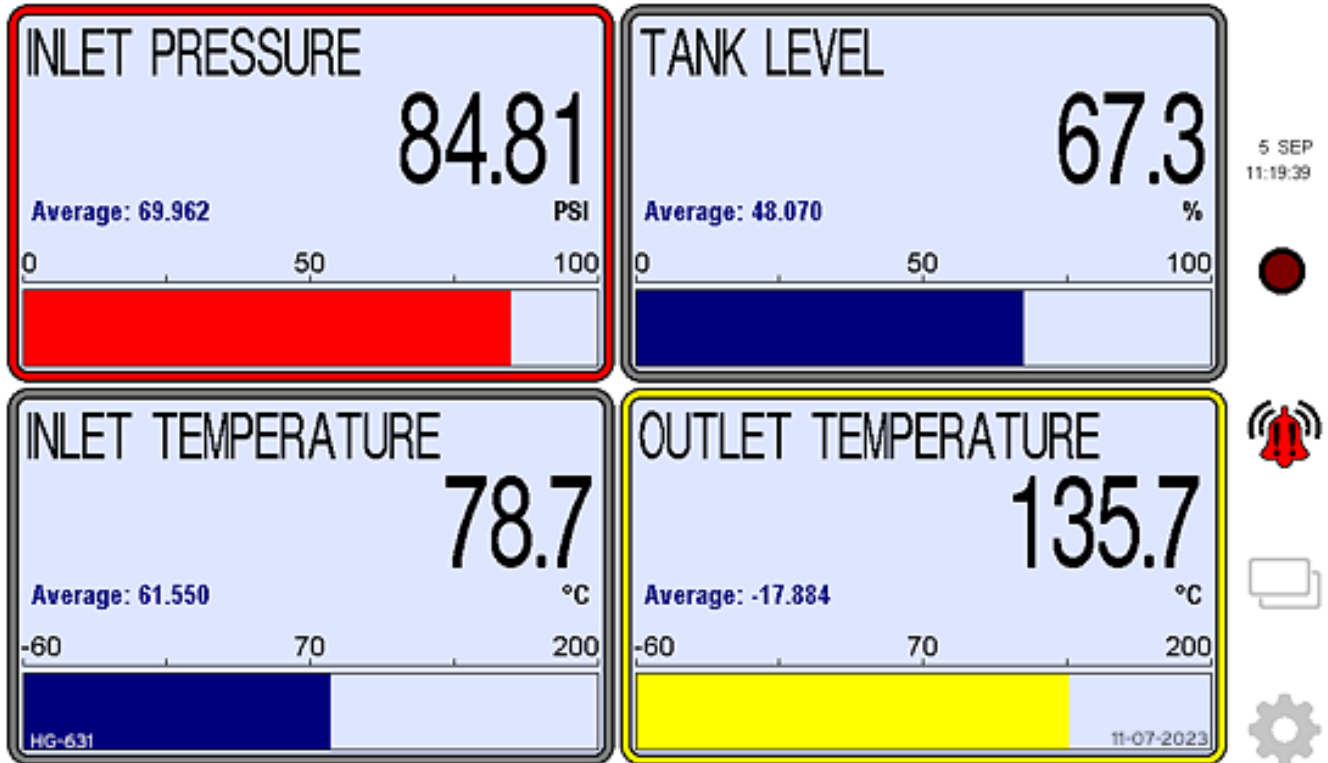 INLET PRESSURE
84.81
Average: 69.962 PSI
0 50 100
TANK LEVEL
67.3
Average: 48.070 %
0 50 100
INLET TEMPERATURE
78.7
Average: 61.550 °C
-60 70 200
HG-631
OUTLET TEMPERATURE
135.7
Average: -17.884 °C
-60 70 200
11-07-2023
5 SEP
11:19:39
!!